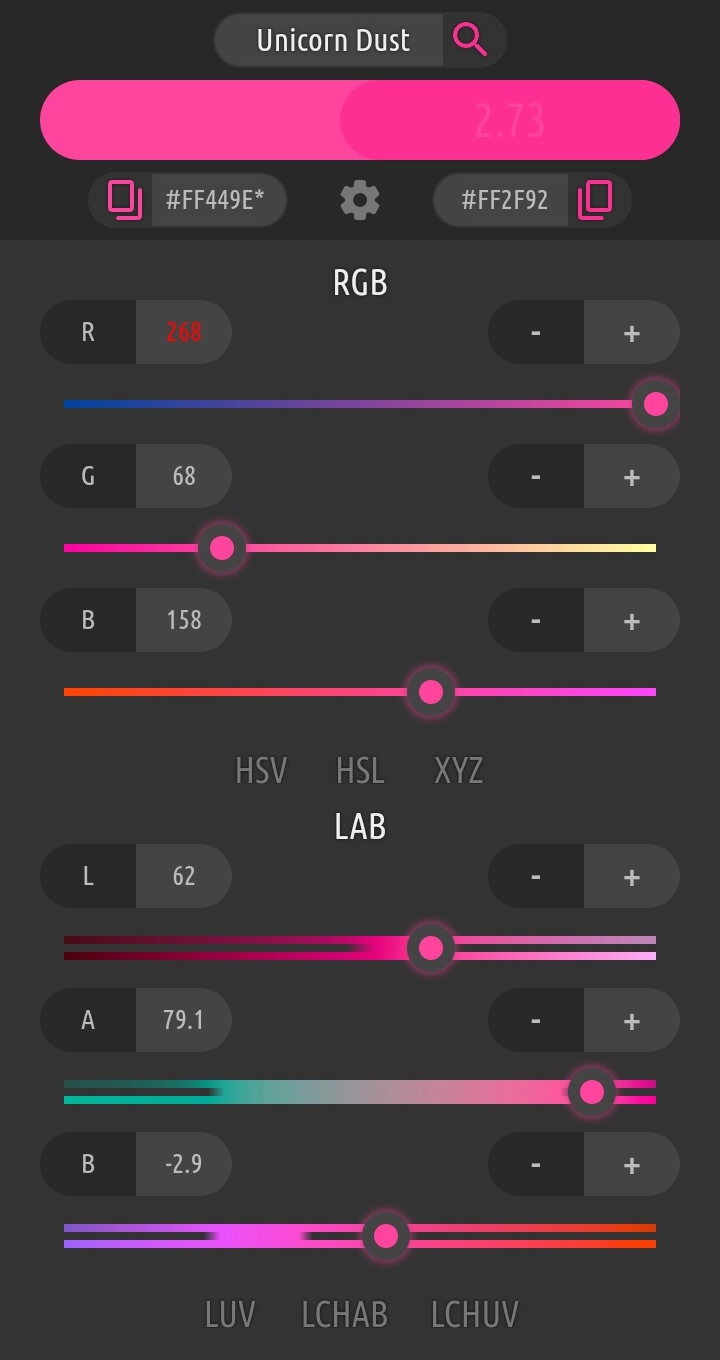 Unicorn Dust
2.73
#FF449E* #FF2F92
RGB
R 268 - +
G 68 - +
B 158 - +
HSV HSL XYZ
LAB
L 62 - +
A 79.1 - +
B -2.9 - +
LUV LCHAB LCHUV